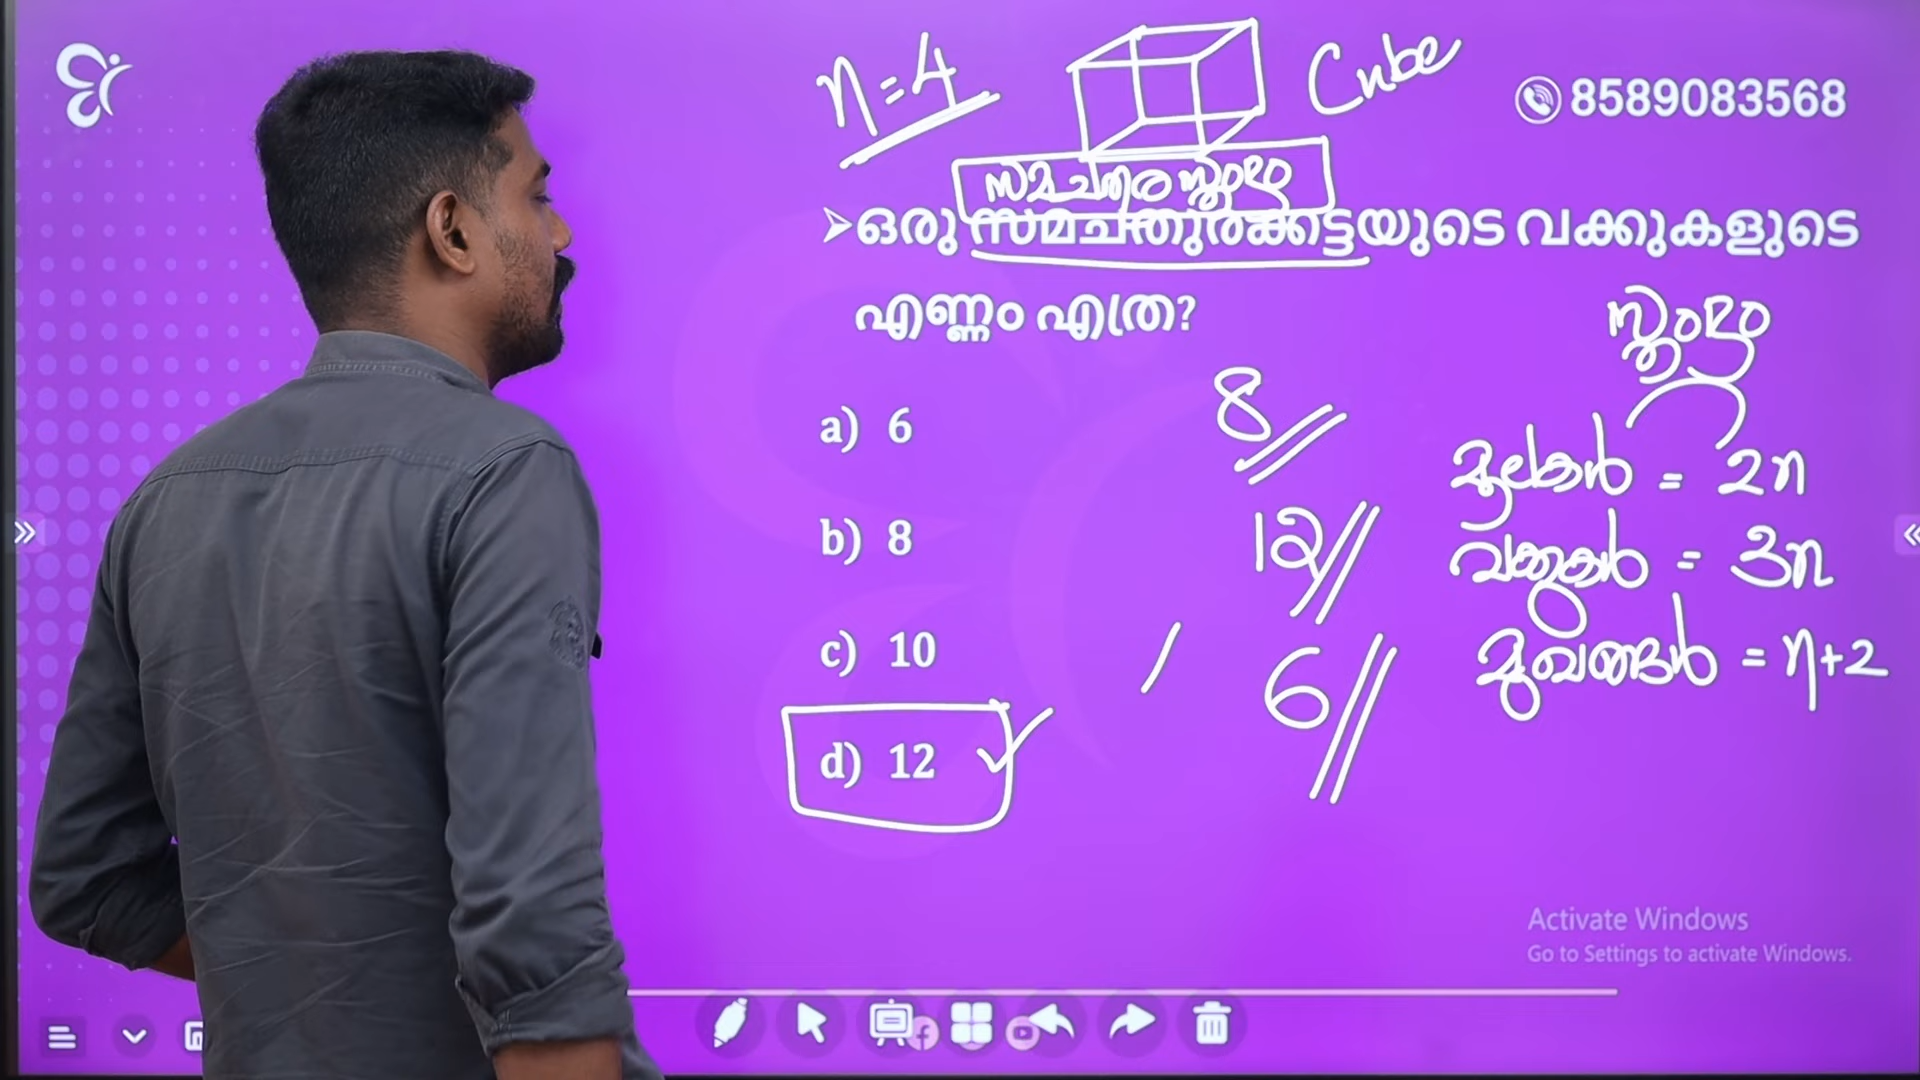 n=4
Cube
8589083568
സമചതുര സ്തംഭം
➤ഒരു സമചതുരക്കട്ടയുടെ വക്കുകളുടെ
എണ്ണം എത്ര?
സ്തംഭം
a) 6
8
മൂലകൾ = 2n
b) 8
12
വക്കുകൾ = 3n
c) 10
6
മുഖങ്ങൾ = n+2
d) 12
Activate Windows
Go to Settings to activate Windows.